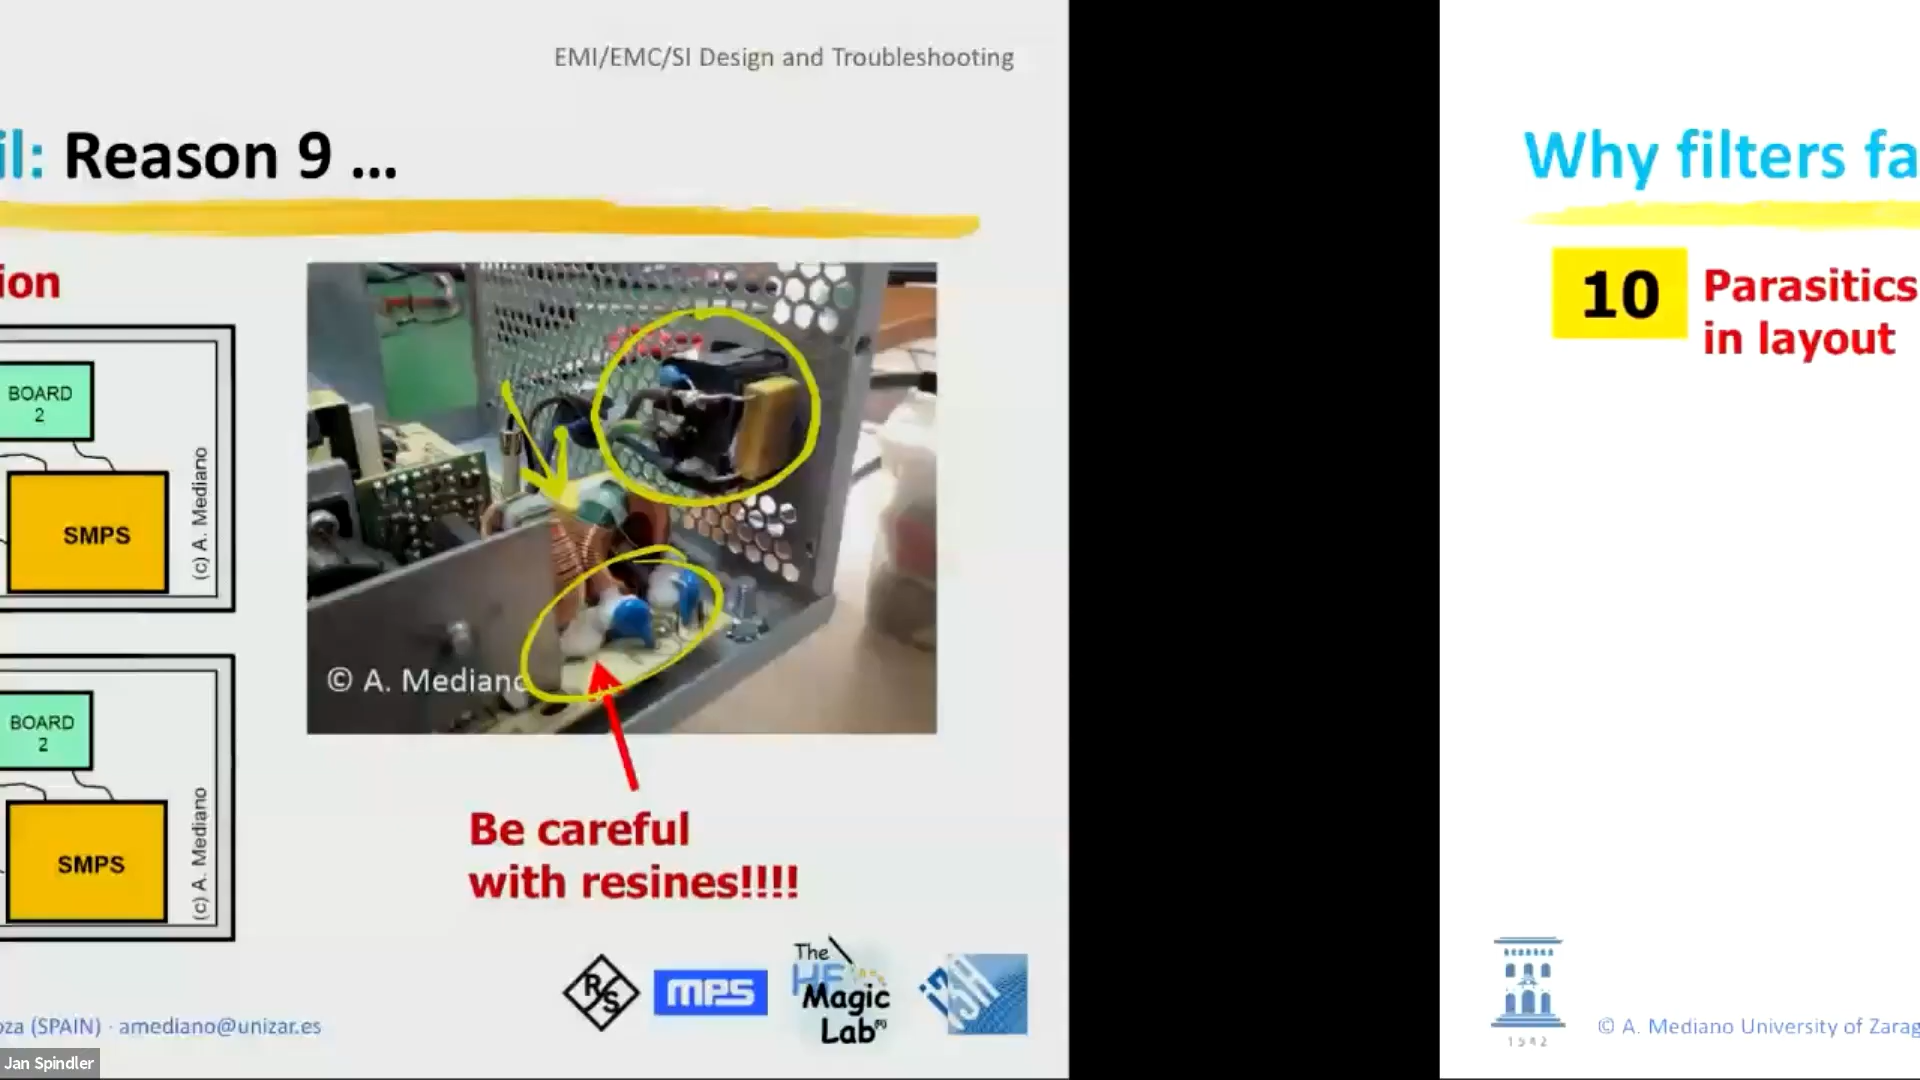 EMI/EMC/SI Design and Troubleshooting
il: Reason 9 ...
ion
BOARD
2
SMPS
(c) A. Mediano
BOARD
2
SMPS
(c) A. Mediano
© A. Mediano
Be careful
with resines!!!!
R/S
mps
The
HF
Magic
Lab
i3A
oza (SPAIN) · amediano@unizar.es
Jan Spindler
Why filters fa
10
Parasitics
in layout
1542
© A. Mediano University of Zarag